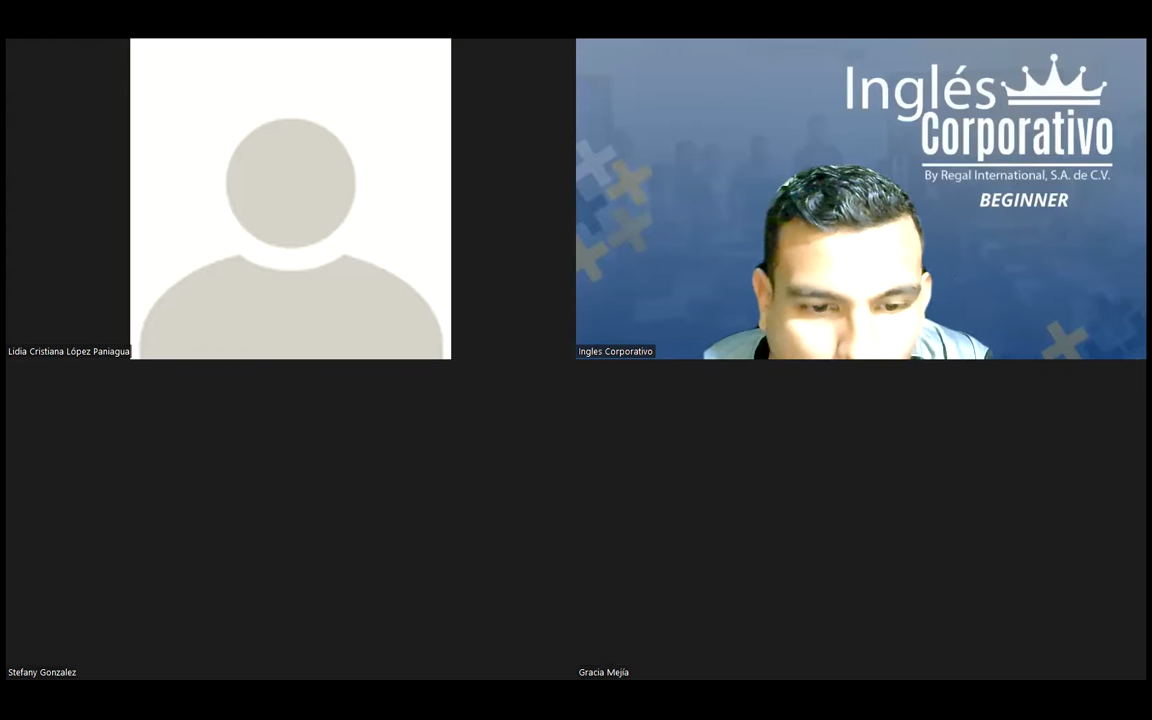 Inglés
Corporativo
By Regal International, S.A. de C.V.
BEGINNER
Lidia Cristiana López Paniagua
Ingles Corporativo
Stefany Gonzalez
Gracia Mejía